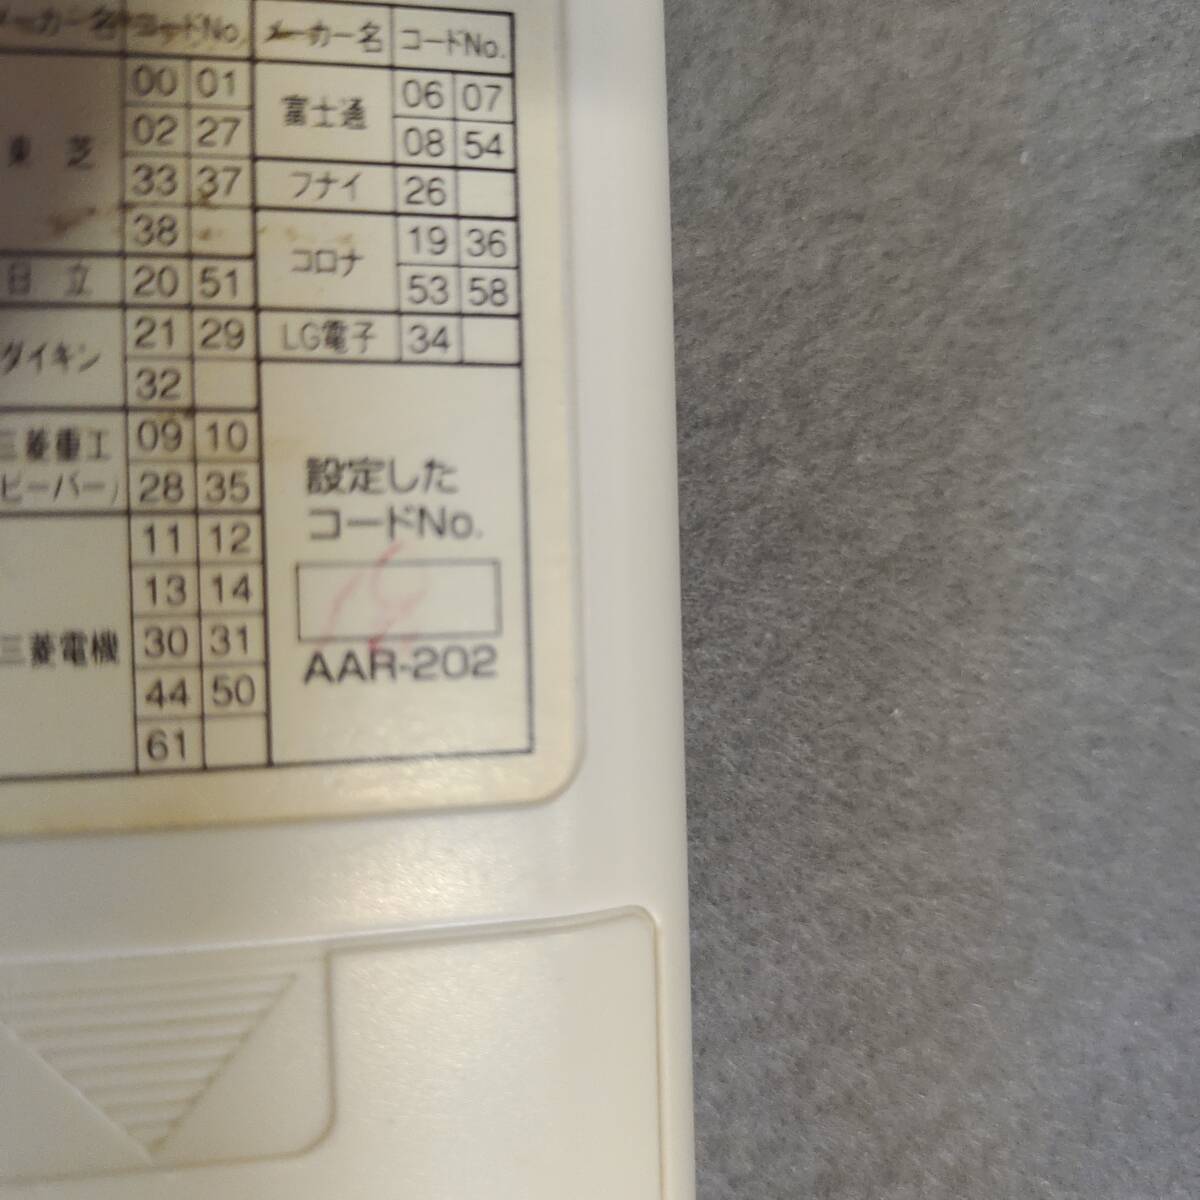 メーカー名 コードNo. メーカー名 コードNo.
東芝 00 01 富士通 06 07
02 27 08 54
33 37 フナイ 26
38 コロナ 19 36
日立 20 51 53 58
ダイキン 21 29 LG電子 34
32
三菱重工 09 10
ビーバー) 28 35
三菱電機 11 12
13 14
30 31
44 50
61
設定した
コードNo.
AAR-202